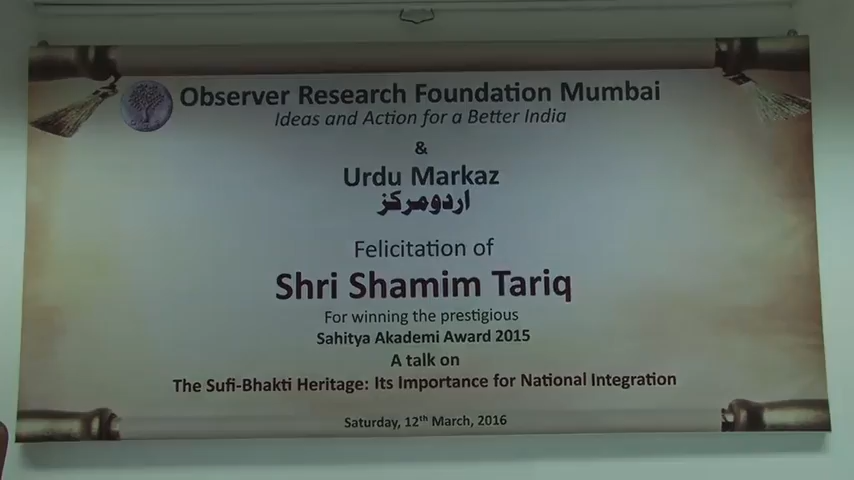 Observer Research Foundation Mumbai
Ideas and Action for a Better India
&
Urdu Markaz
اردو مرکز
Felicitation of
Shri Shamim Tariq
For winning the prestigious
Sahitya Akademi Award 2015
A talk on
The Sufi-Bhakti Heritage: Its Importance for National Integration
Saturday, 12th March, 2016